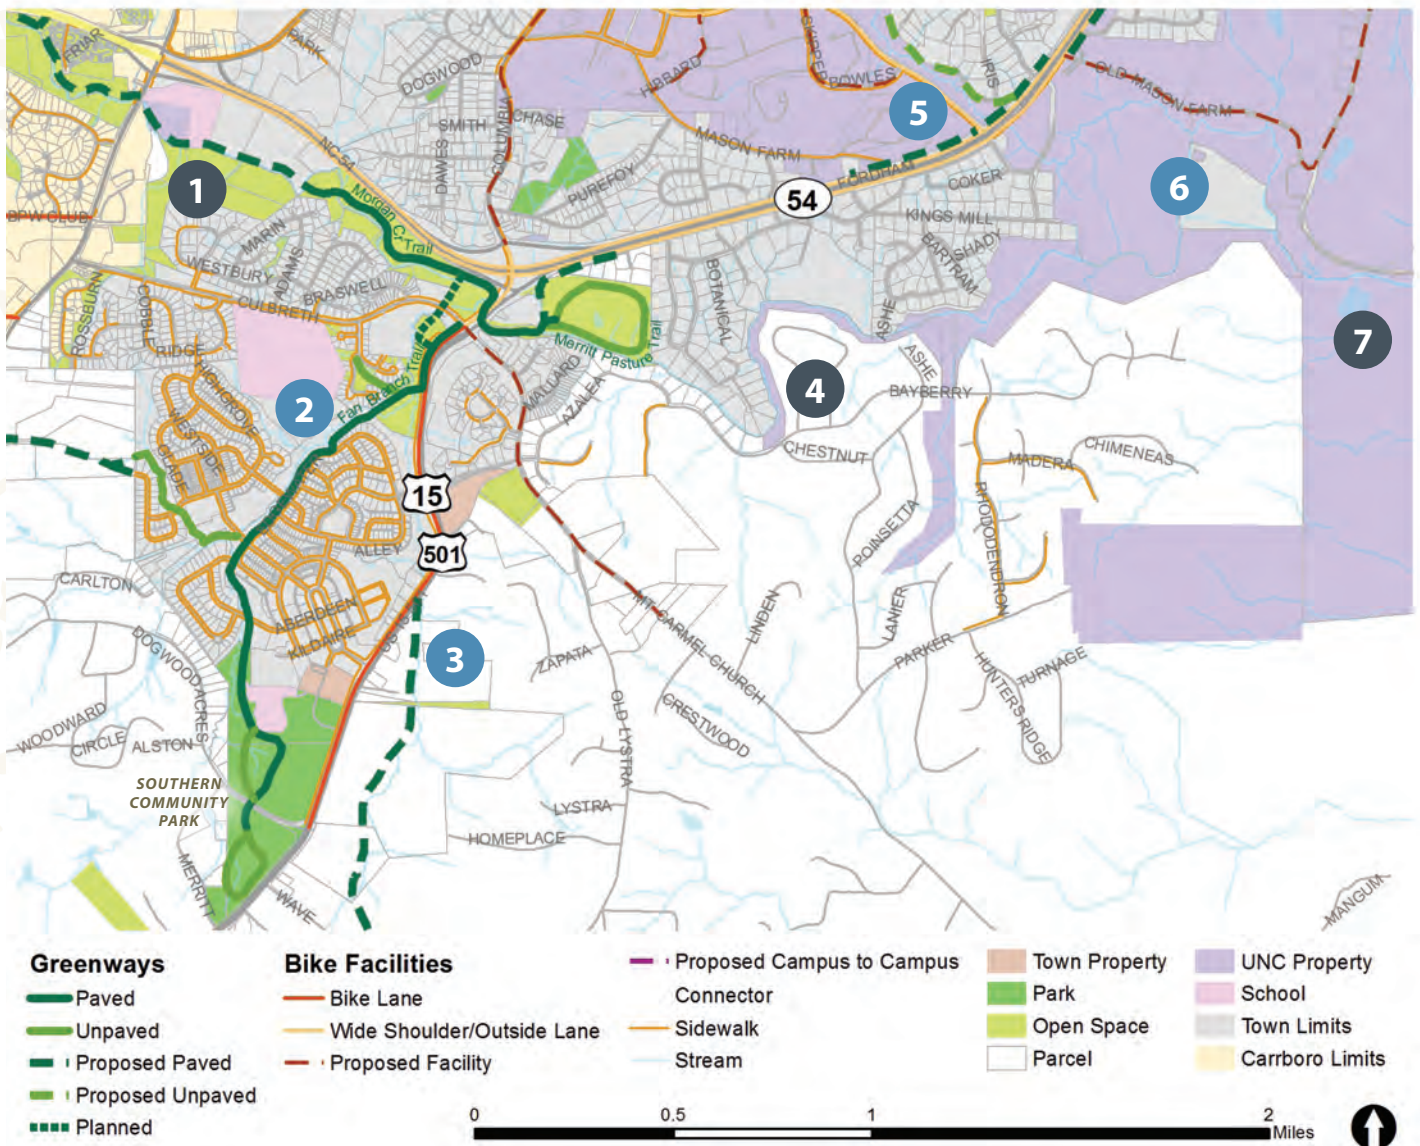 FRIAR
PARK
DOGWOOD
SMITH
CHASE
DAWES
COLUMBIA
HIBBARD
SKIPPER
BOWLES
IRIS
OLD MASON FARM
MASON FARM
PUREFOY
FORDHAM
COKER
KINGS MILL
BARTRAM
SHADY
NC 54
54
BPW CLUB
Morgan Cr. Trail
MARIN
WESTBURY
ADAMS
BRASWELL
CULBRETH
ROSSBURN
COBBLE
RIDGE
HIGHGROVE
WESTSIDE
GLADE
Fan Branch Trail
Merritt Pasture Trail
MALLARD
AZALEA
BOTANICAL
ASHE
ASHE
BAYBERRY
CHESTNUT
POINSETTA
MADERA
CHIMENEAS
RHODODENDRON
LANIER
PARKER
HUNTERS RIDGE
TURNAGE
LINDEN
MT CARMEL CHURCH
CRESTWOOD
ZAPATA
OLD LYSTRA
LYSTRA
HOMEPLACE
MANGUM
15
501
ALLEY
ABERDEEN
KILDAIRE
CARLTON
DOGWOOD ACRES
WOODWARD
CIRCLE
ALSTON
SOUTHERN
COMMUNITY
PARK
MERRITT
WAVE
1
2
3
4
5
6
7
Greenways
Paved
Unpaved
Proposed Paved
Proposed Unpaved
Planned
Bike Facilities
Bike Lane
Wide Shoulder/Outside Lane
Proposed Facility
Proposed Campus to Campus
Connector
Sidewalk
Stream
Town Property
Park
Open Space
Parcel
UNC Property
School
Town Limits
Carrboro Limits
0
0.5
1
2
Miles